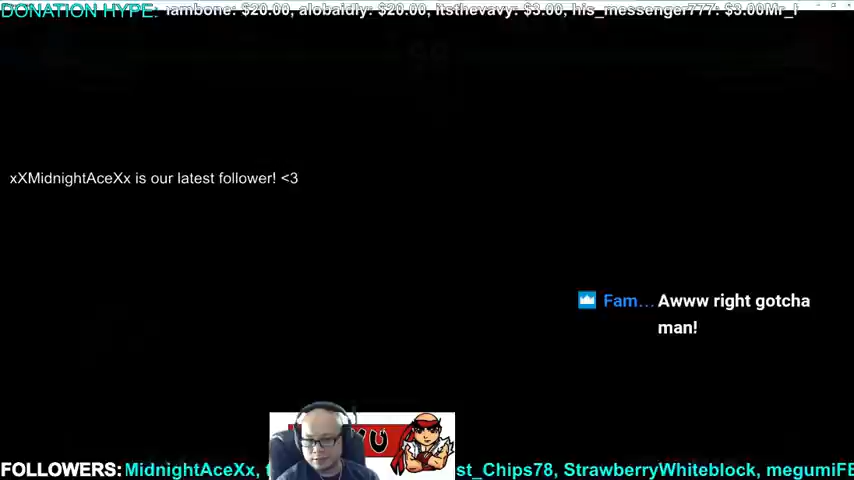 DONATION HYPE: iambone: $20.00, alobaidly: $20.00, itsthevavy: $3.00, his_messenger777: $3.00Mr_
xXMidnightAceXx is our latest follower! <3
Fam... Awww right gotcha
man!
FOLLOWERS: MidnightAceXx, st_Chips78, StrawberryWhiteblock, megumiFE